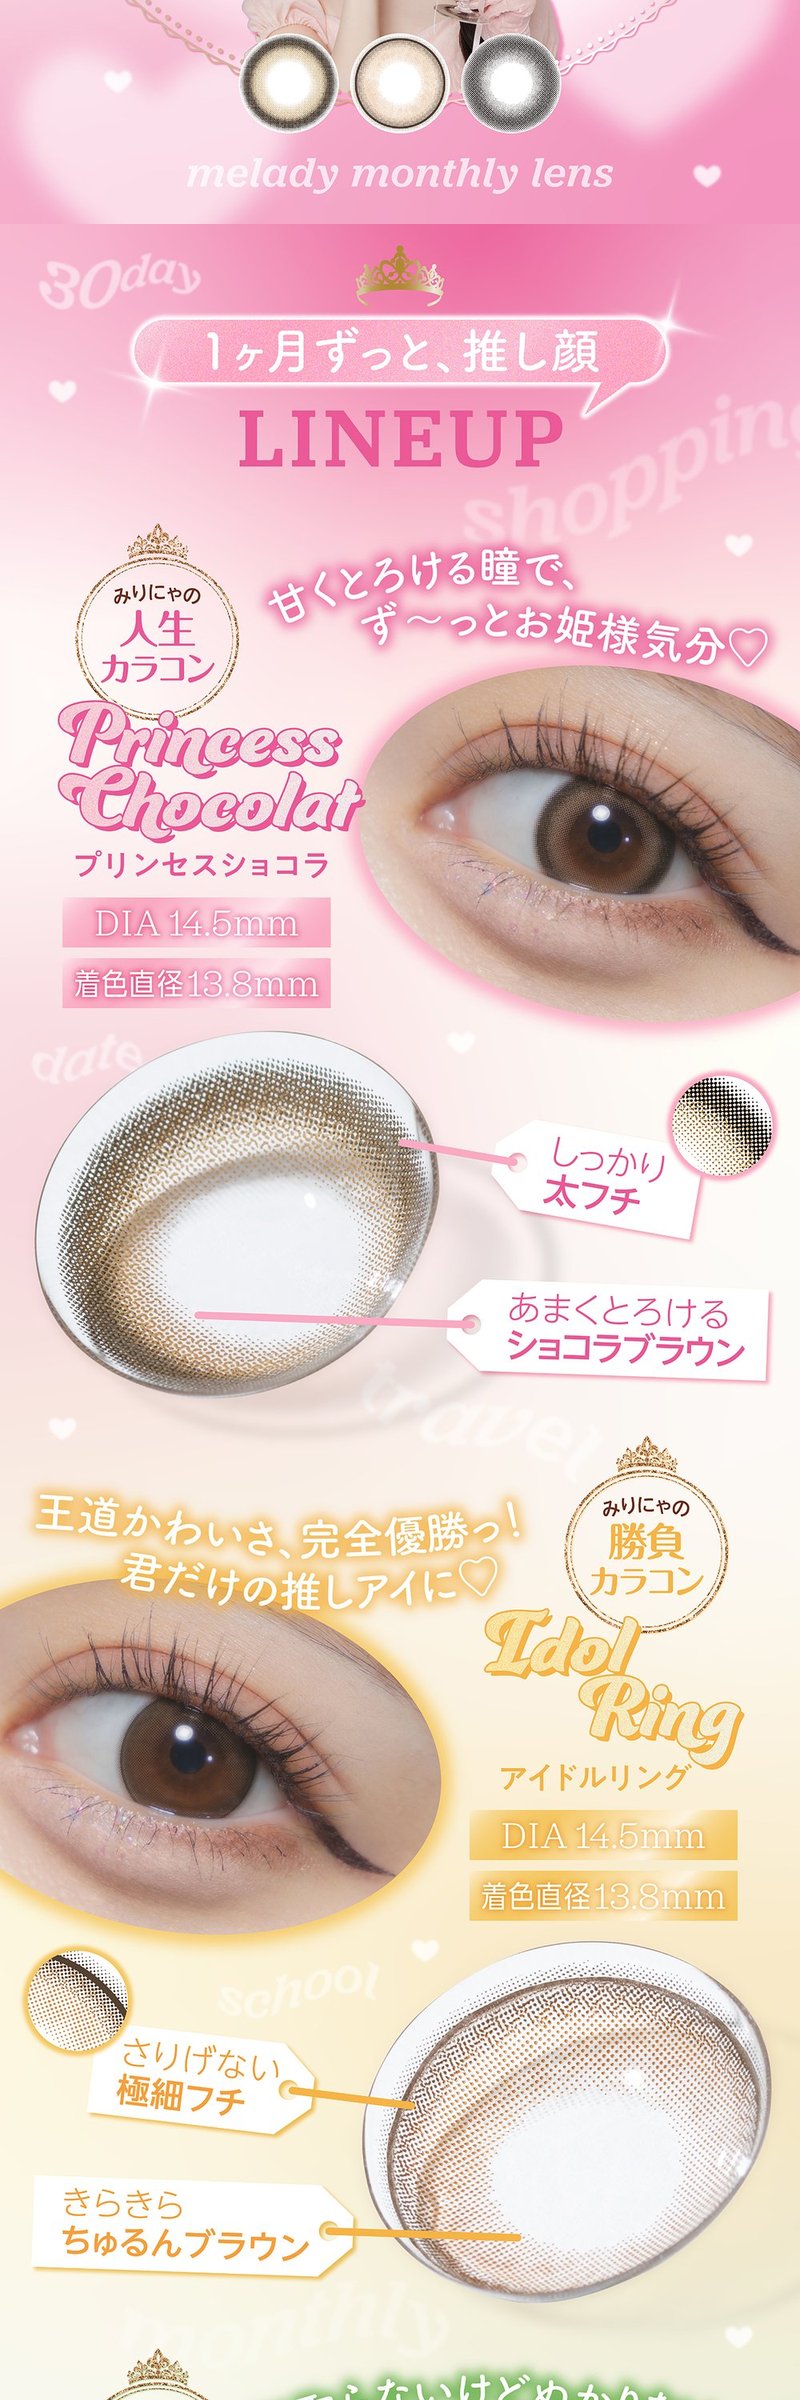 melady monthly lens
30day
1ヶ月ずっと、推し顔
LINEUP
shopping
みりにゃの
人生
カラコン
甘くとろける瞳で、
ず〜っとお姫様気分♡
Princess
Chocolat
プリンセスショコラ
DIA 14.5mm
着色直径13.8mm
date
しっかり
太フチ
あまくとろける
ショコラブラウン
travel
王道かわいさ、完全優勝っ!
君だけの推しアイに♡
みりにゃの
勝負
カラコン
Idol
Ring
アイドルリング
DIA 14.5mm
着色直径13.8mm
school
さりげない
極細フチ
きらきら
ちゅるんブラウン
monthly